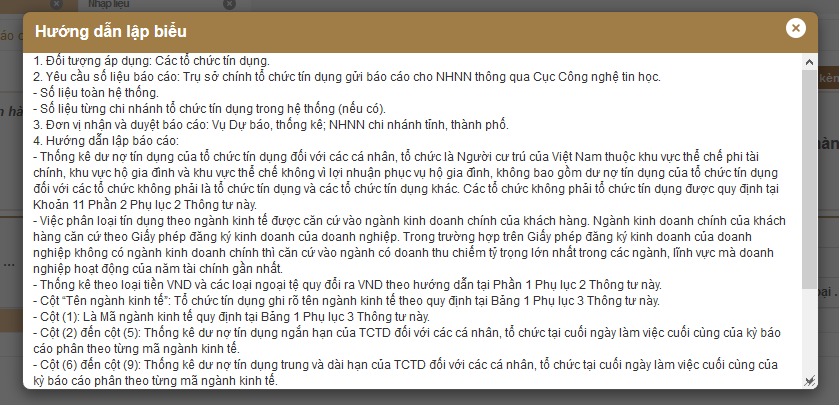 Nhập liệu
Hướng dẫn lập biểu
1. Đối tượng áp dụng: Các tổ chức tín dụng.
2. Yêu cầu số liệu báo cáo: Trụ sở chính tổ chức tín dụng gửi báo cáo cho NHNN thông qua Cục Công nghệ tin học.
- Số liệu toàn hệ thống.
- Số liệu từng chi nhánh tổ chức tín dụng trong hệ thống (nếu có).
3. Đơn vị nhận và duyệt báo cáo: Vụ Dự báo, thống kê; NHNN chi nhánh tỉnh, thành phố.
4. Hướng dẫn lập báo cáo:
- Thống kê dư nợ tín dụng của tổ chức tín dụng đối với các cá nhân, tổ chức là Người cư trú của Việt Nam thuộc khu vực thể chế phi tài
chính, khu vực hộ gia đình và khu vực thể chế không vì lợi nhuận phục vụ hộ gia đình, không bao gồm dư nợ tín dụng của tổ chức tín dụng
đối với các tổ chức không phải là tổ chức tín dụng và các tổ chức tín dụng khác. Các tổ chức không phải tổ chức tín dụng được quy định tại
Khoản 11 Phần 2 Phụ lục 2 Thông tư này.
- Việc phân loại tín dụng theo ngành kinh tế được căn cứ vào ngành kinh doanh chính của khách hàng. Ngành kinh doanh chính của khách
hàng căn cứ theo Giấy phép đăng ký kinh doanh của doanh nghiệp. Trong trường hợp trên Giấy phép đăng ký kinh doanh của doanh
nghiệp không có ngành kinh doanh chính thì căn cứ vào ngành có doanh thu chiếm tỷ trọng lớn nhất trong các ngành, lĩnh vực mà doanh
nghiệp hoạt động của năm tài chính gần nhất.
- Thống kê theo loại tiền VND và các loại ngoại tệ quy đổi ra VND theo hướng dẫn tại Phần 1 Phụ lục 2 Thông tư này.
- Cột “Tên ngành kinh tế”: Tổ chức tín dụng ghi rõ tên ngành kinh tế theo quy định tại Bảng 1 Phụ lục 3 Thông tư này.
- Cột (1): Là Mã ngành kinh tế quy định tại Bảng 1 Phụ lục 3 Thông tư này.
- Cột (2) đến cột (5): Thống kê dư nợ tín dụng ngắn hạn của TCTD đối với các cá nhân, tổ chức tại cuối ngày làm việc cuối cùng của kỳ báo
cáo phân theo từng mã ngành kinh tế.
- Cột (6) đến cột (9): Thống kê dư nợ tín dụng trung và dài hạn của TCTD đối với các cá nhân, tổ chức tại cuối ngày làm việc cuối cùng của
kỳ báo cáo phân theo từng mã ngành kinh tế.